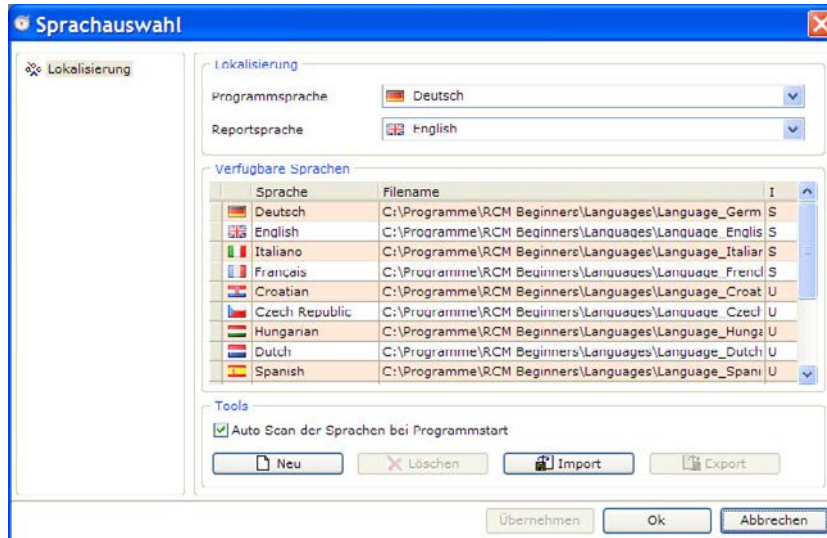 Sprachauswahl
Lokalisierung
Lokalisierung
Programmsprache Deutsch
Reportsprache English
Verfügbare Sprachen
Sprache Filename I
Deutsch C:\Programme\RCM Beginners\Languages\Language_Germ S
English C:\Programme\RCM Beginners\Languages\Language_Englis S
Italiano C:\Programme\RCM Beginners\Languages\Language_Italiar S
Français C:\Programme\RCM Beginners\Languages\Language_Frencl S
Croatian C:\Programme\RCM Beginners\Languages\Language_Croat U
Czech Republic C:\Programme\RCM Beginners\Languages\Language_Czech U
Hungarian C:\Programme\RCM Beginners\Languages\Language_Hunga U
Dutch C:\Programme\RCM Beginners\Languages\Language_Dutch U
Spanish C:\Programme\RCM Beginners\Languages\Language_Spani U
Tools
Auto Scan der Sprachen bei Programmstart
Neu Löschen Import Export
Übernehmen Ok Abbrechen